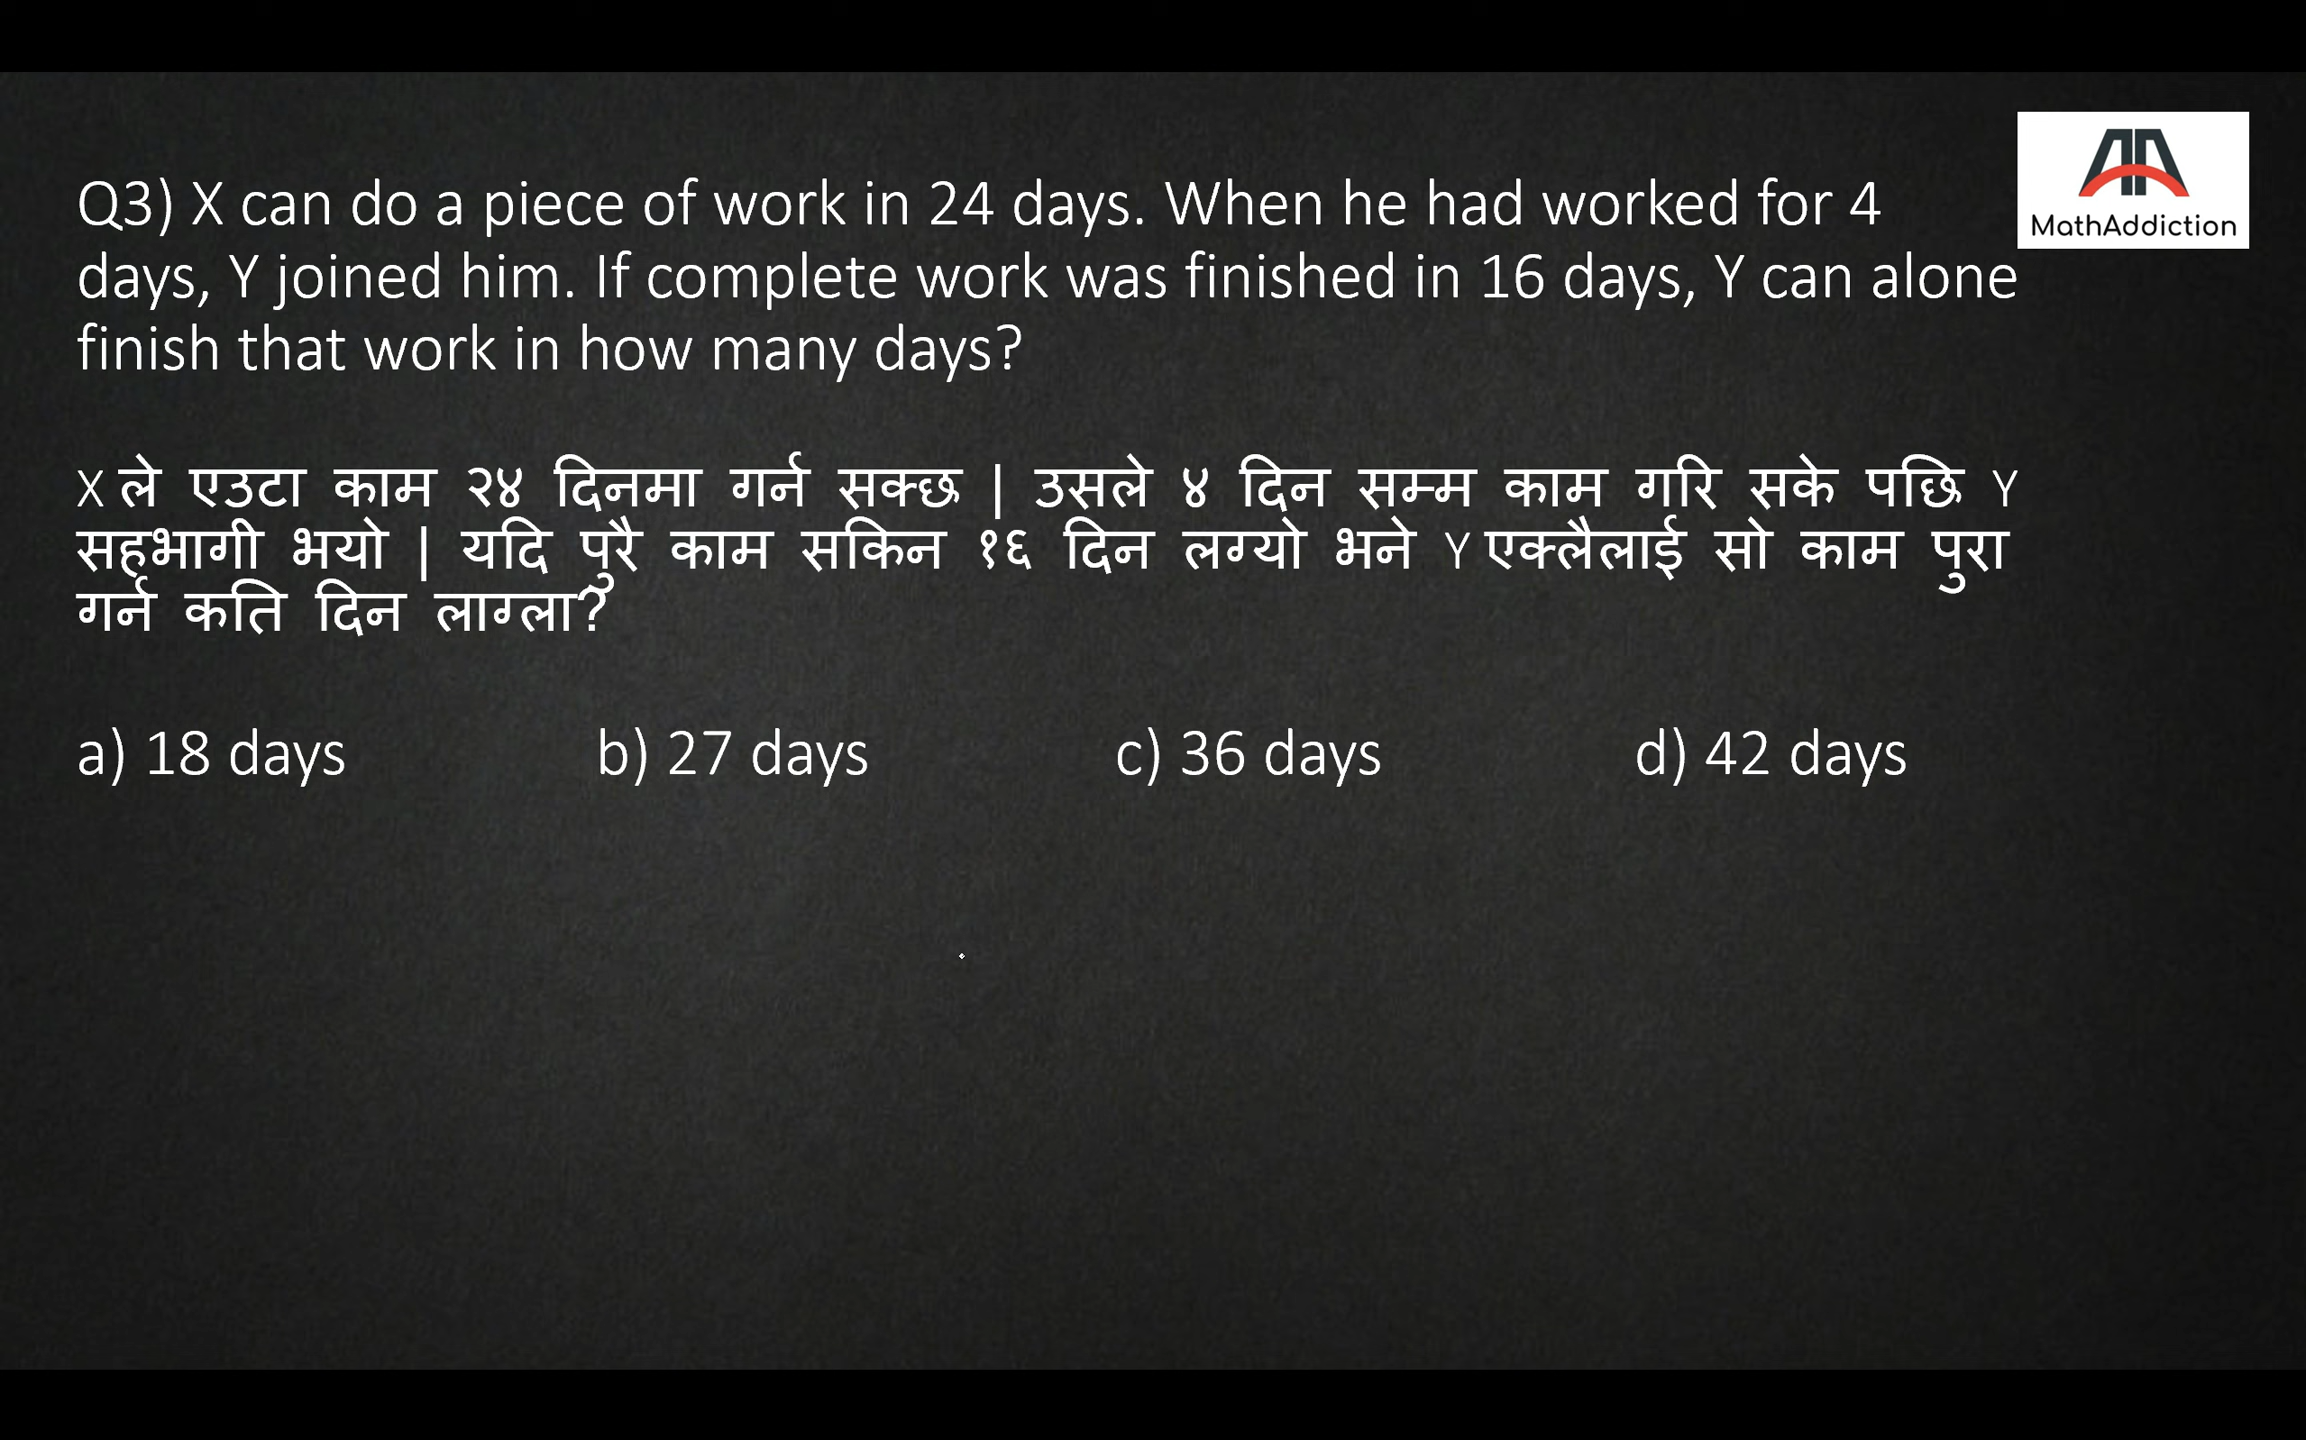 Q3) X can do a piece of work in 24 days. When he had worked for 4
days, Y joined him. If complete work was finished in 16 days, Y can alone
finish that work in how many days?
MathAddiction
X ले एउटा काम २४ दिनमा गर्न सक्छ | उसले ४ दिन सम्म काम गरि सके पछि Y
सहभागी भयो | यदि पुरै काम सकिन १६ दिन लग्यो भने Y एक्लैलाई सो काम पुरा
गर्न कति दिन लाग्ला?
a) 18 days b) 27 days c) 36 days d) 42 days